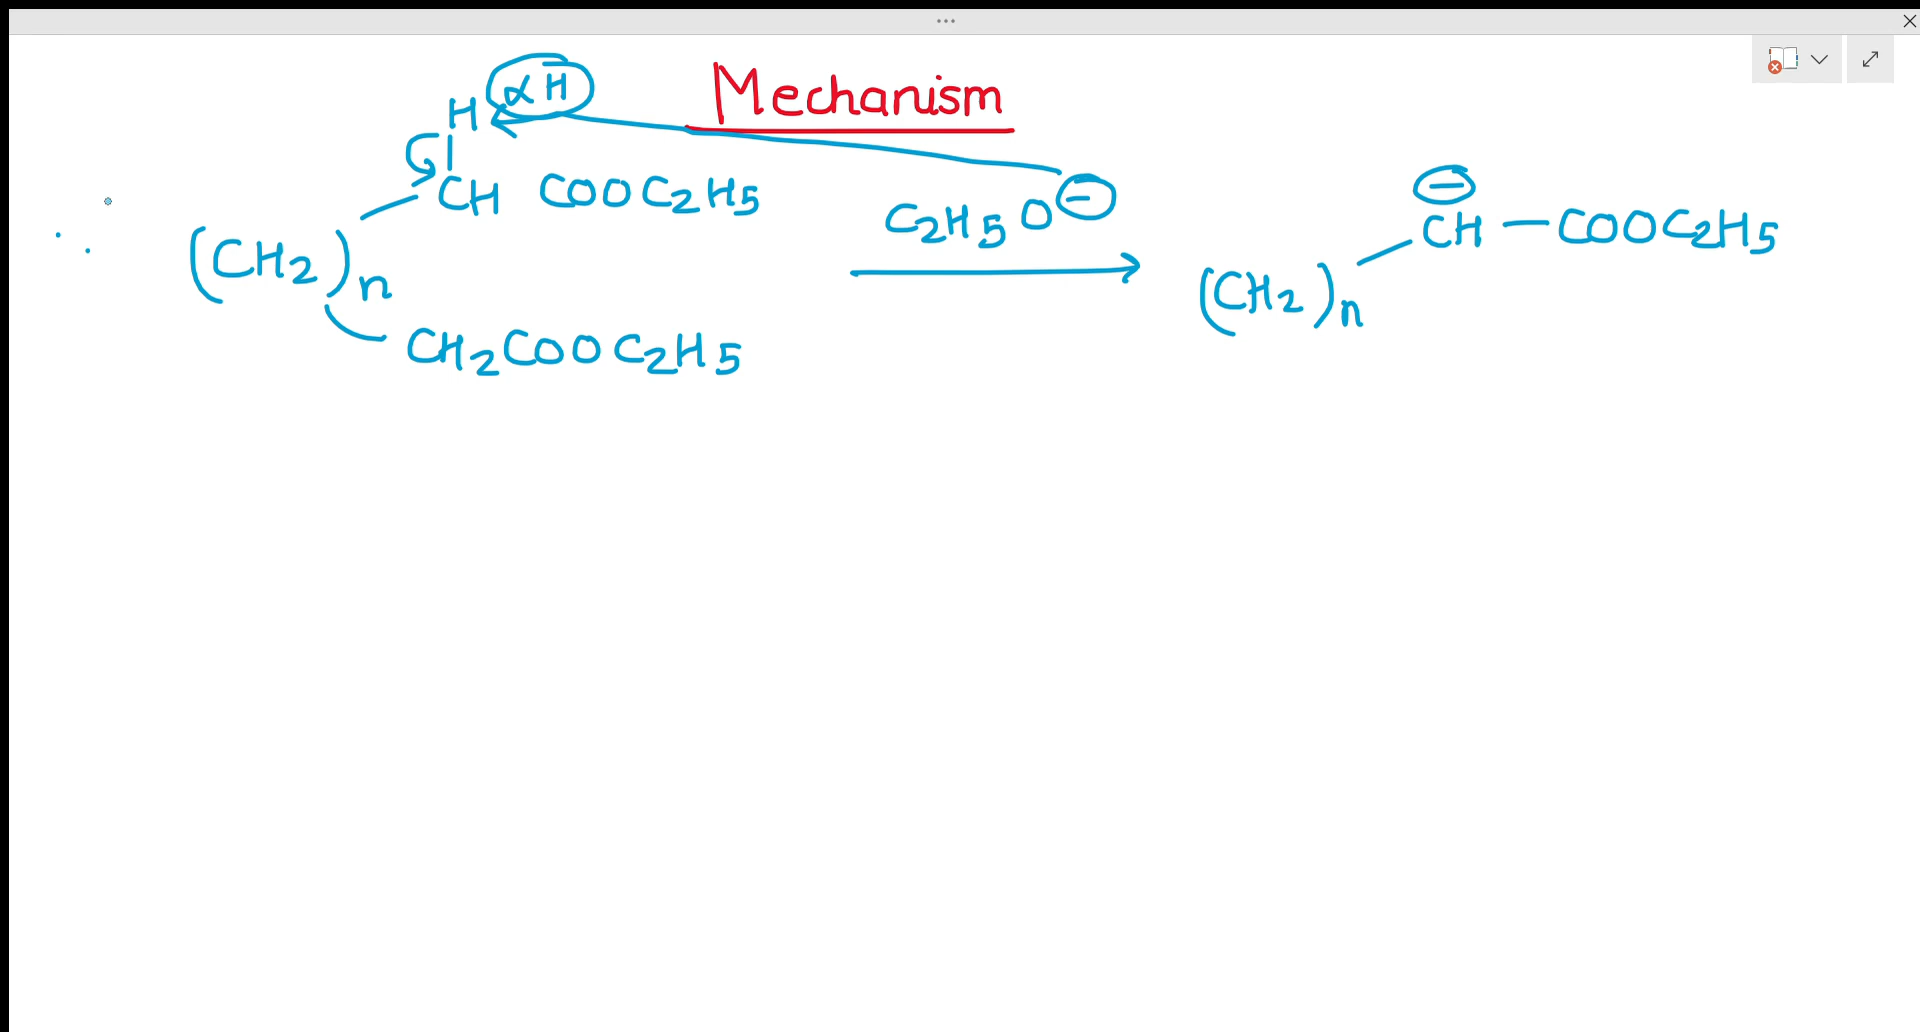 Mechanism
αH
H
CH COOC2H5
(CH2)n
CH2COOC2H5
C2H5O⊖
⊖
CH—COOC2H5
(CH2)n